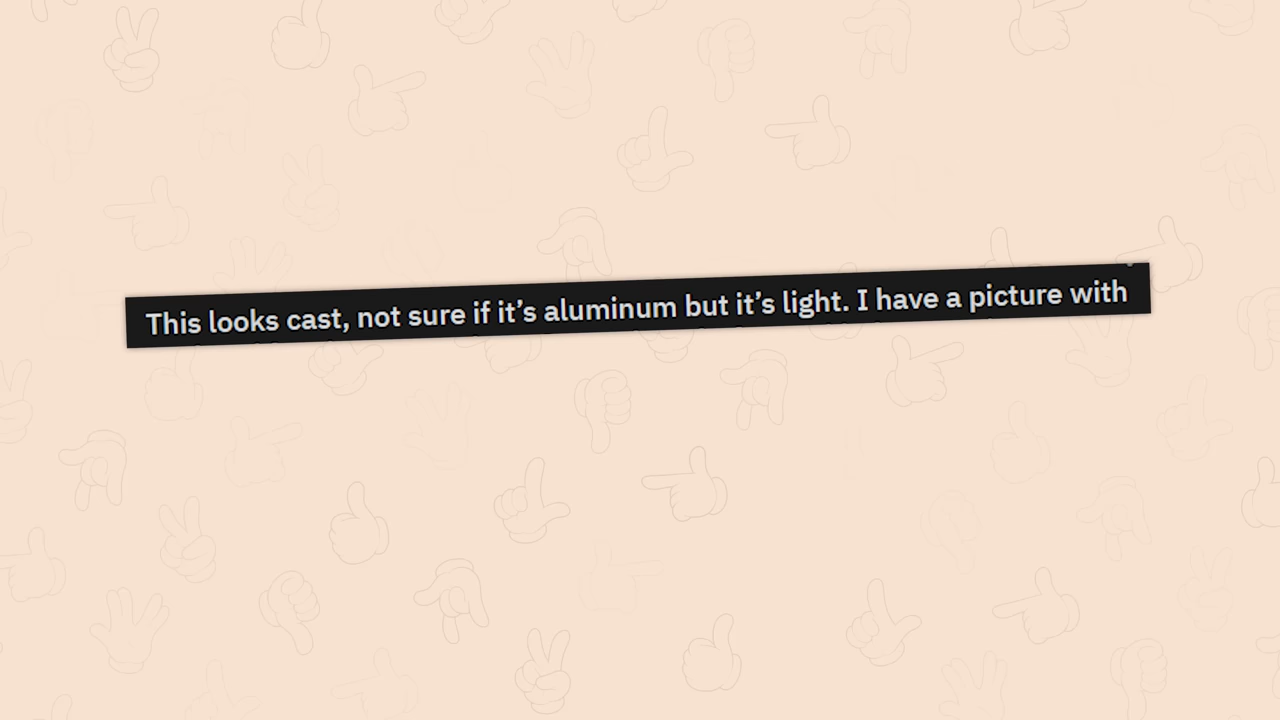 This looks cast, not sure if it’s aluminum but it’s light. I have a picture with